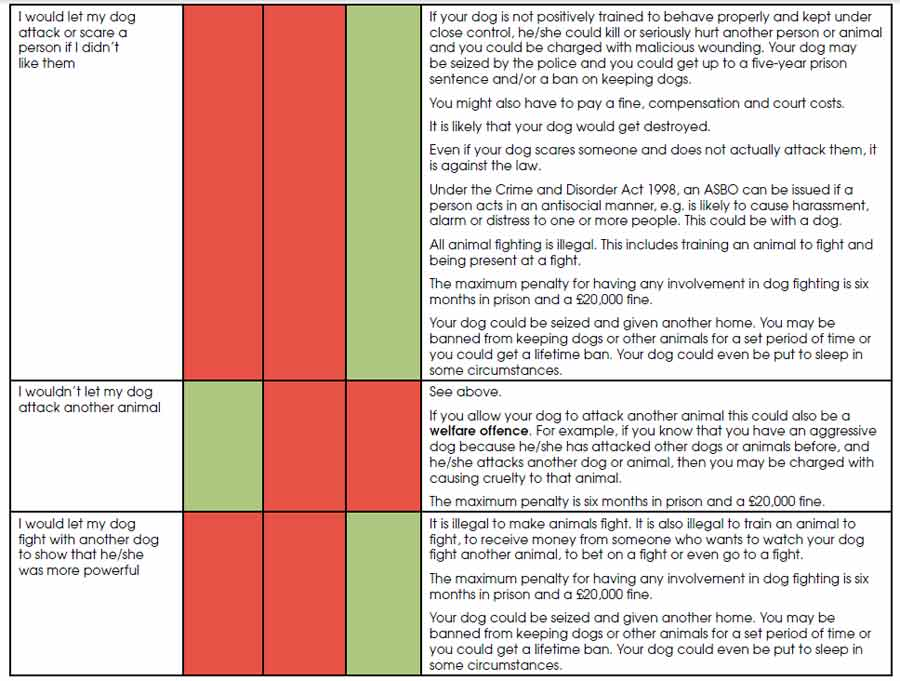 I would let my dog
attack or scare a
person if I didn't
like them
If your dog is not positively trained to behave properly and kept under
close control, he/she could kill or seriously hurt another person or animal
and you could be charged with malicious wounding. Your dog may
be seized by the police and you could get up to a five-year prison
sentence and/or a ban on keeping dogs.
You might also have to pay a fine, compensation and court costs.
It is likely that your dog would get destroyed.
Even if your dog scares someone and does not actually attack them, it
is against the law.
Under the Crime and Disorder Act 1998, an ASBO can be issued if a
person acts in an antisocial manner, e.g. is likely to cause harassment,
alarm or distress to one or more people. This could be with a dog.
All animal fighting is illegal. This includes training an animal to fight and
being present at a fight.
The maximum penalty for having any involvement in dog fighting is six
months in prison and a £20,000 fine.
Your dog could be seized and given another home. You may be
banned from keeping dogs or other animals for a set period of time or
you could get a lifetime ban. Your dog could even be put to sleep in
some circumstances.
I wouldn't let my dog
attack another animal
See above.
If you allow your dog to attack another animal this could also be a
welfare offence. For example, if you know that you have an aggressive
dog because he/she has attacked other dogs or animals before, and
he/she attacks another dog or animal, then you may be charged with
causing cruelty to that animal.
The maximum penalty is six months in prison and a £20,000 fine.
I would let my dog
fight with another dog
to show that he/she
was more powerful
It is illegal to make animals fight. It is also illegal to train an animal to
fight, to receive money from someone who wants to watch your dog
fight another animal, to bet on a fight or even go to a fight.
The maximum penalty for having any involvement in dog fighting is six
months in prison and a £20,000 fine.
Your dog could be seized and given another home. You may be
banned from keeping dogs or other animals for a set period of time or
you could get a lifetime ban. Your dog could even be put to sleep in
some circumstances.